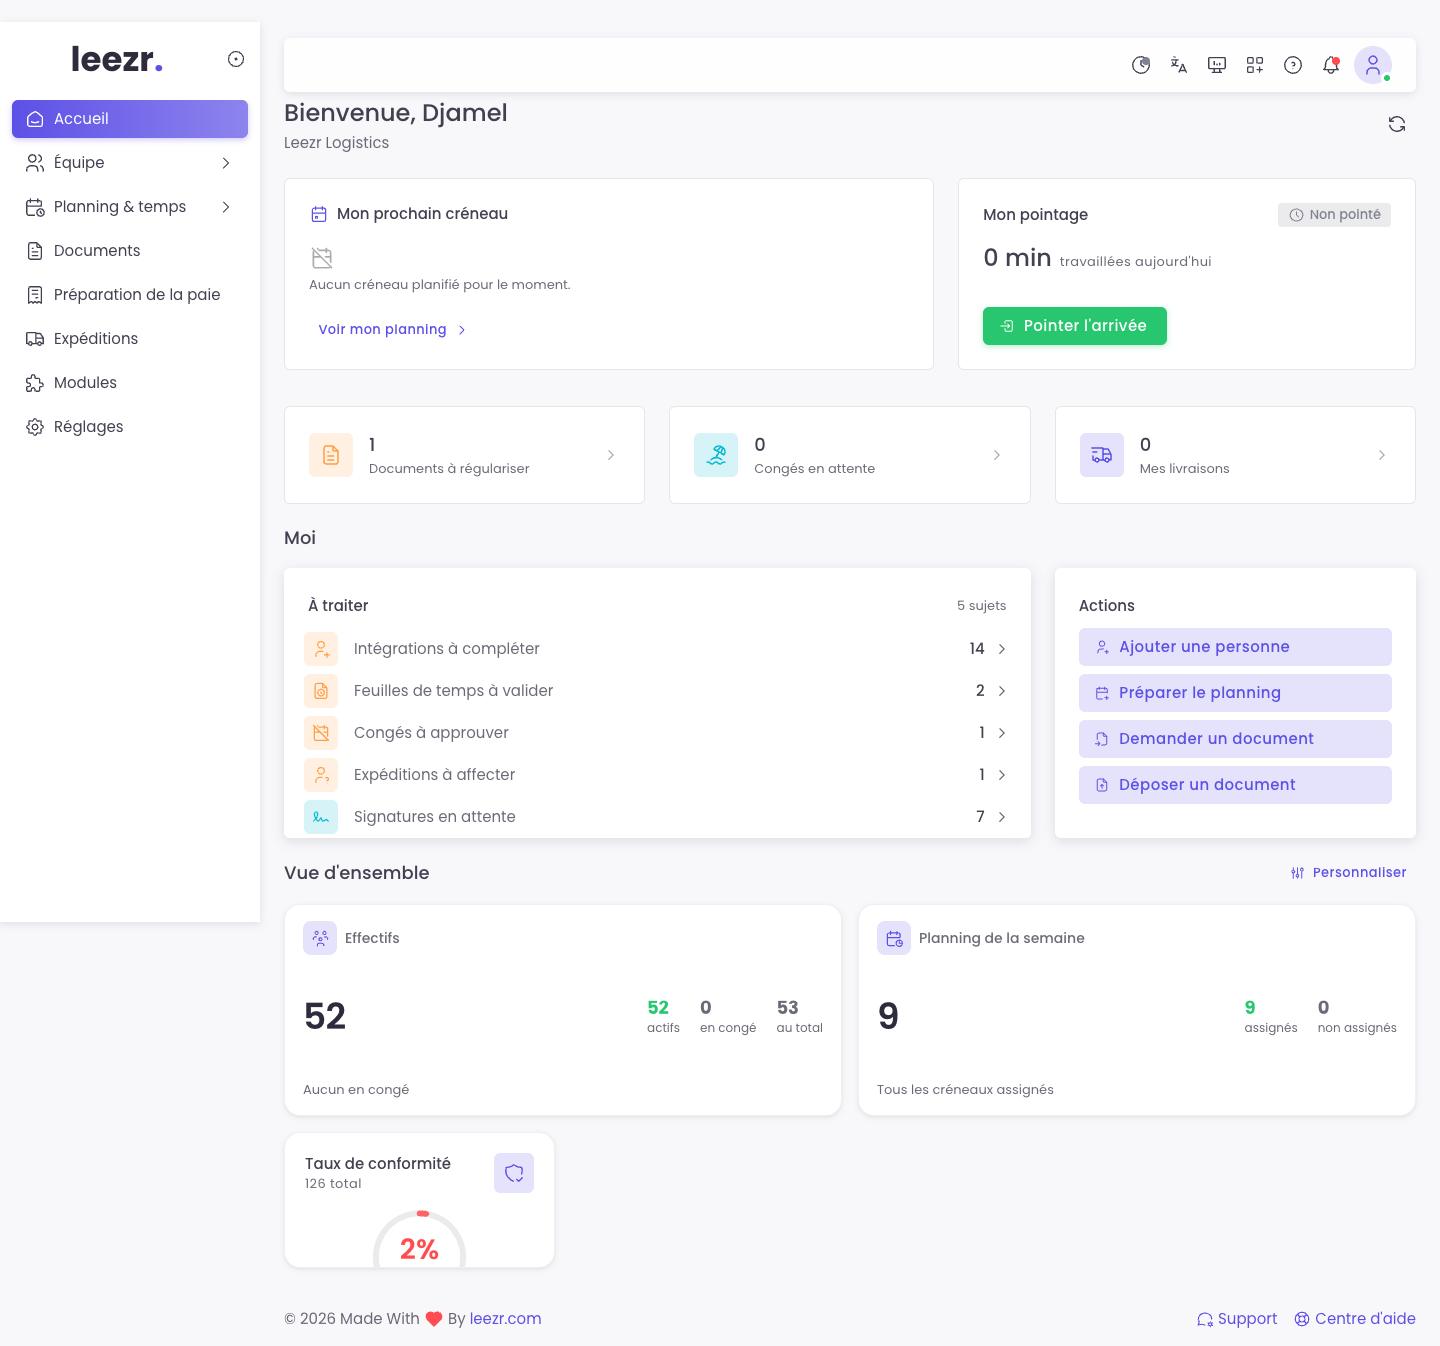 leezr.
Accueil
Équipe
Planning & temps
Documents
Préparation de la paie
Expéditions
Modules
Réglages
Bienvenue, Djamel
Leezr Logistics
Mon prochain créneau
Aucun créneau planifié pour le moment.
Voir mon planning
Mon pointage
Non pointé
0 min travaillées aujourd'hui
Pointer l'arrivée
1
Documents à régulariser
0
Congés en attente
0
Mes livraisons
Moi
À traiter
5 sujets
Intégrations à compléter
14
Feuilles de temps à valider
2
Congés à approuver
1
Expéditions à affecter
1
Signatures en attente
7
Actions
Ajouter une personne
Préparer le planning
Demander un document
Déposer un document
Vue d'ensemble
Personnaliser
Effectifs
52
52
actifs
0
en congé
53
au total
Aucun en congé
Planning de la semaine
9
9
assignés
0
non assignés
Tous les créneaux assignés
Taux de conformité
126 total
2%
© 2026 Made With By leezr.com
Support
Centre d'aide